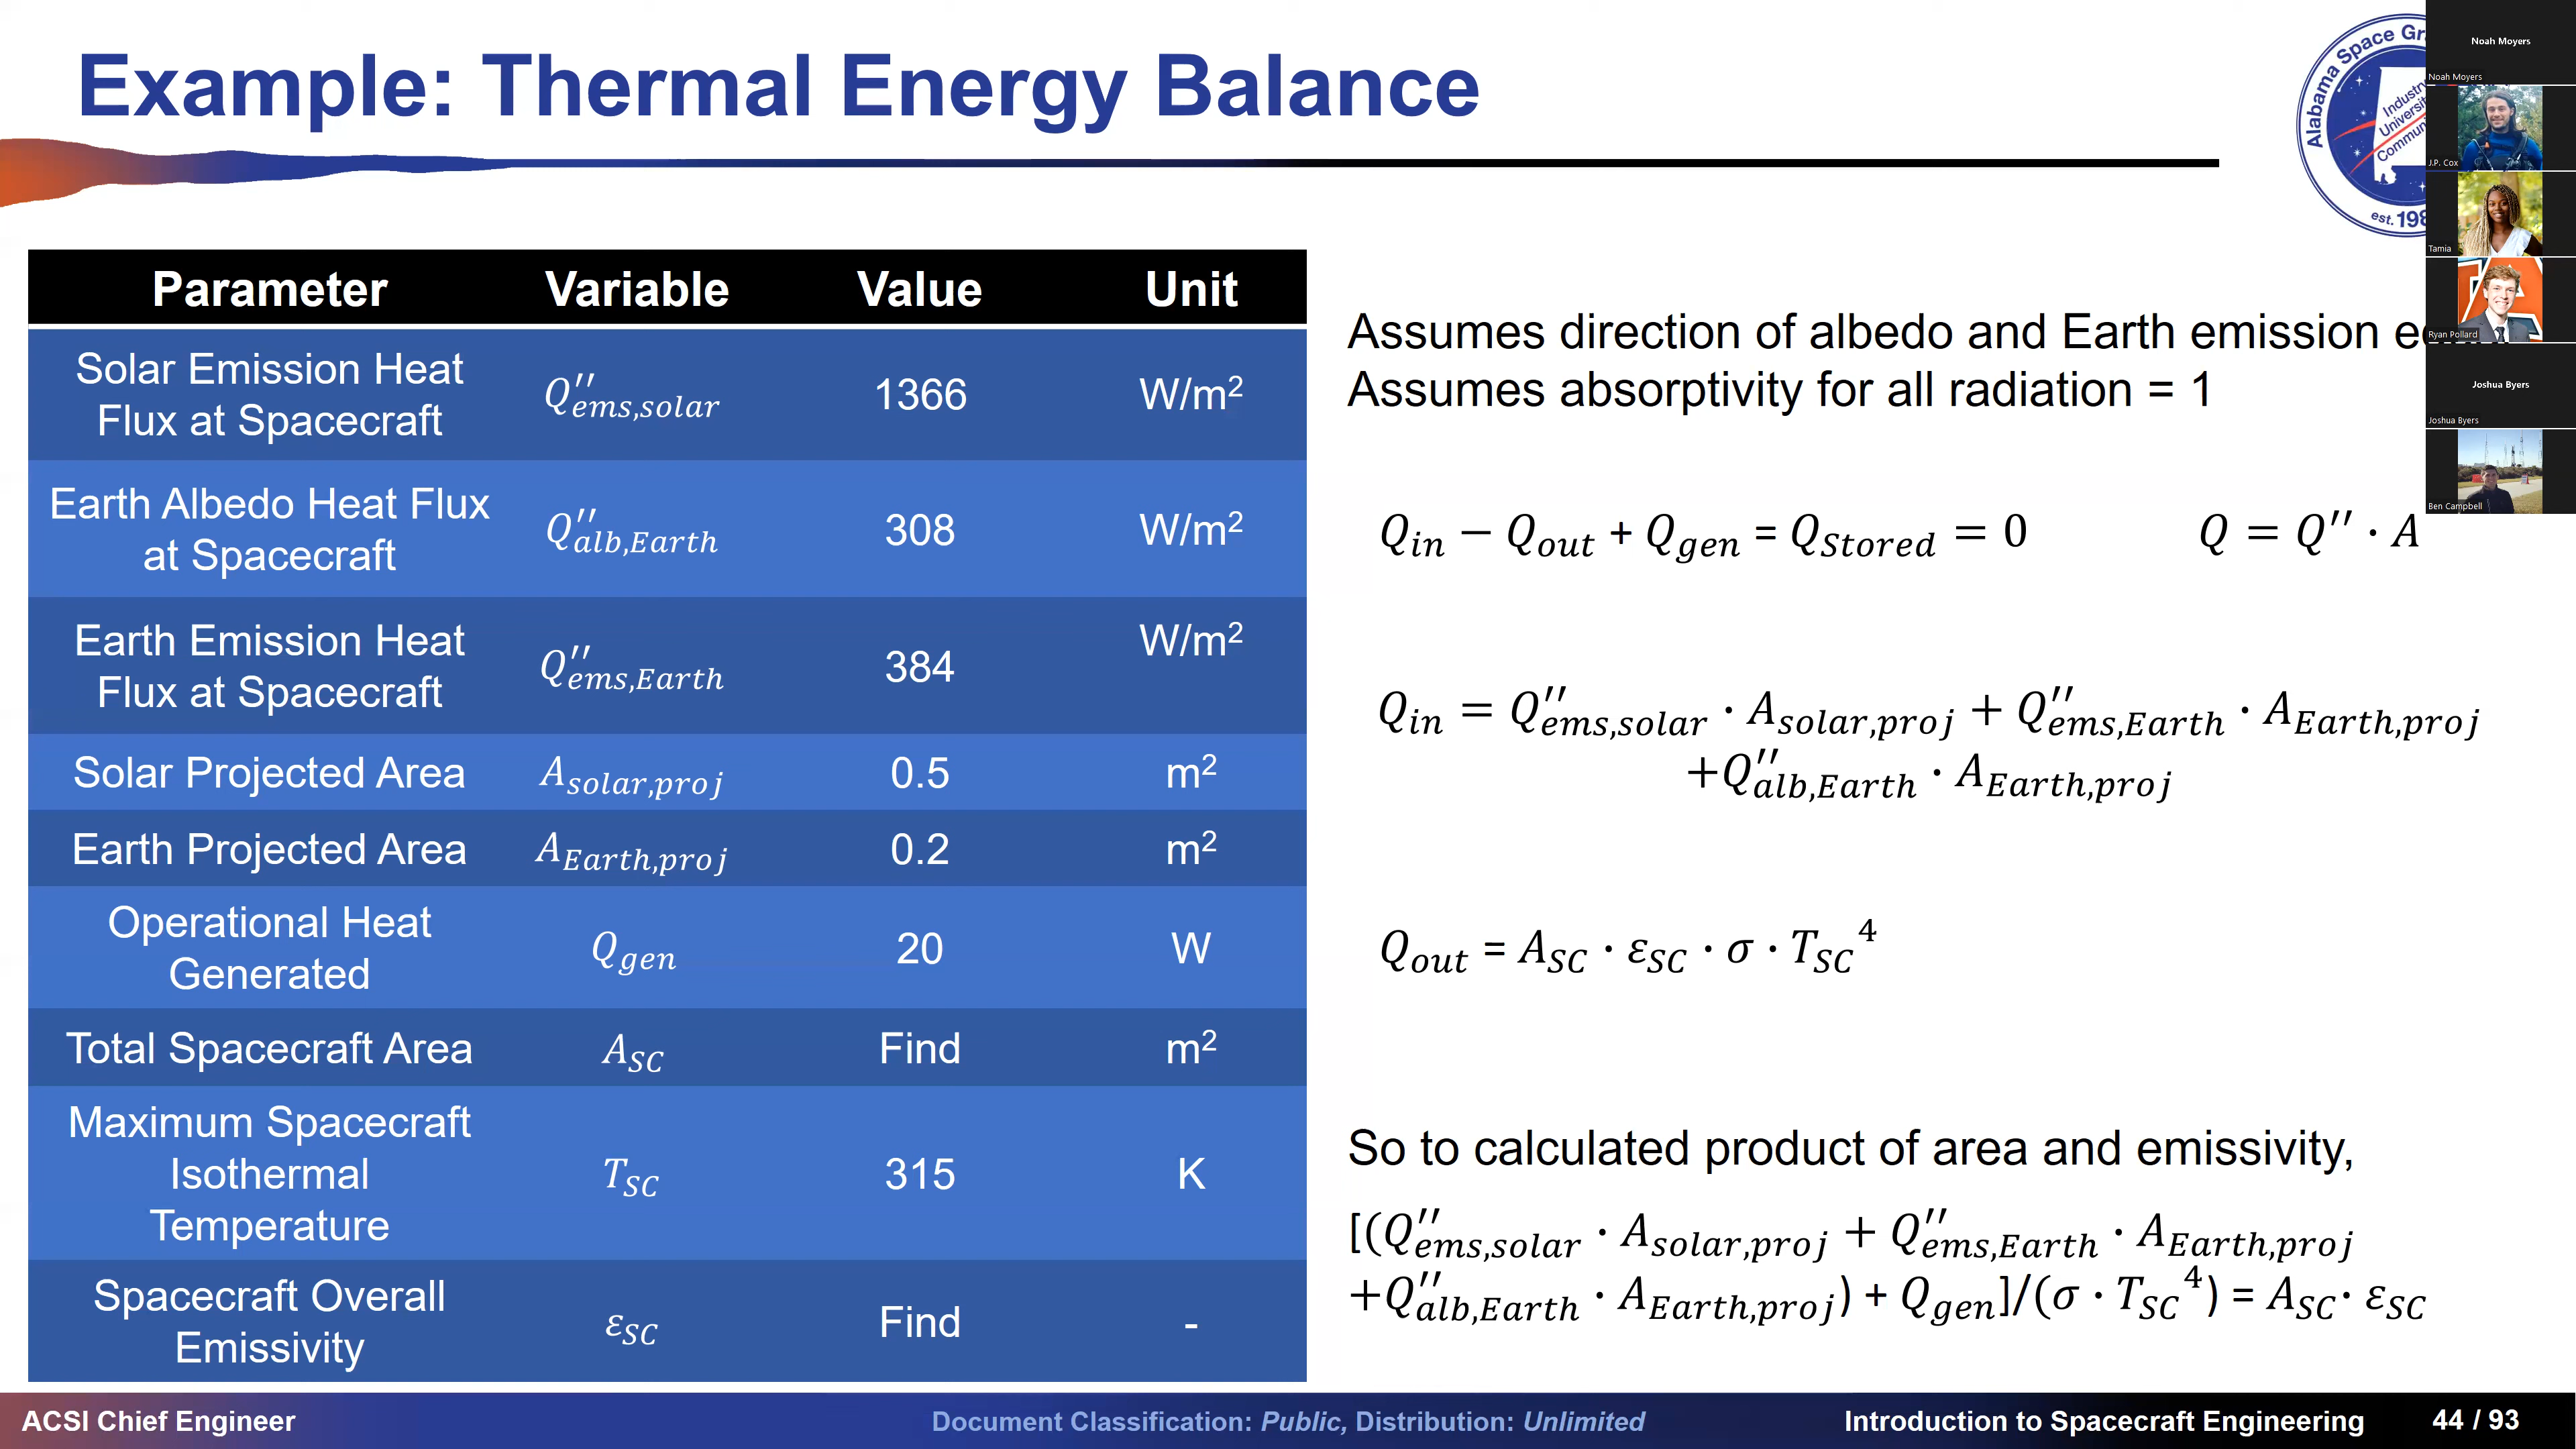 Example: Thermal Energy Balance
Alabama Space Gr
Industry
University
Commun
est. 198
Noah Moyers
Noah Moyers
J.P. Cox
Tamia
Ryan Pollard
Joshua Byers
Joshua Byers
Ben Campbell
Parameter Variable Value Unit
Solar Emission Heat
Flux at Spacecraft Q″ems,solar 1366 W/m²
Earth Albedo Heat Flux
at Spacecraft Q″alb,Earth 308 W/m²
Earth Emission Heat
Flux at Spacecraft Q″ems,Earth 384 W/m²
Solar Projected Area Asolar,proj 0.5 m²
Earth Projected Area AEarth,proj 0.2 m²
Operational Heat
Generated Qgen 20 W
Total Spacecraft Area ASC Find m²
Maximum Spacecraft
Isothermal
Temperature TSC 315 K
Spacecraft Overall
Emissivity εSC Find -
Assumes direction of albedo and Earth emission
Assumes absorptivity for all radiation = 1
Qin − Qout + Qgen = QStored = 0 Q = Q″ · A
Qin = Q″ems,solar · Asolar,proj + Q″ems,Earth · AEarth,proj
+Q″alb,Earth · AEarth,proj
Qout = ASC · εSC · σ · TSC⁴
So to calculated product of area and emissivity,
[(Q″ems,solar · Asolar,proj + Q″ems,Earth · AEarth,proj
+Q″alb,Earth · AEarth,proj) + Qgen]/(σ · TSC⁴) = ASC · εSC
ACSI Chief Engineer
Document Classification: Public, Distribution: Unlimited
Introduction to Spacecraft Engineering
44 / 93